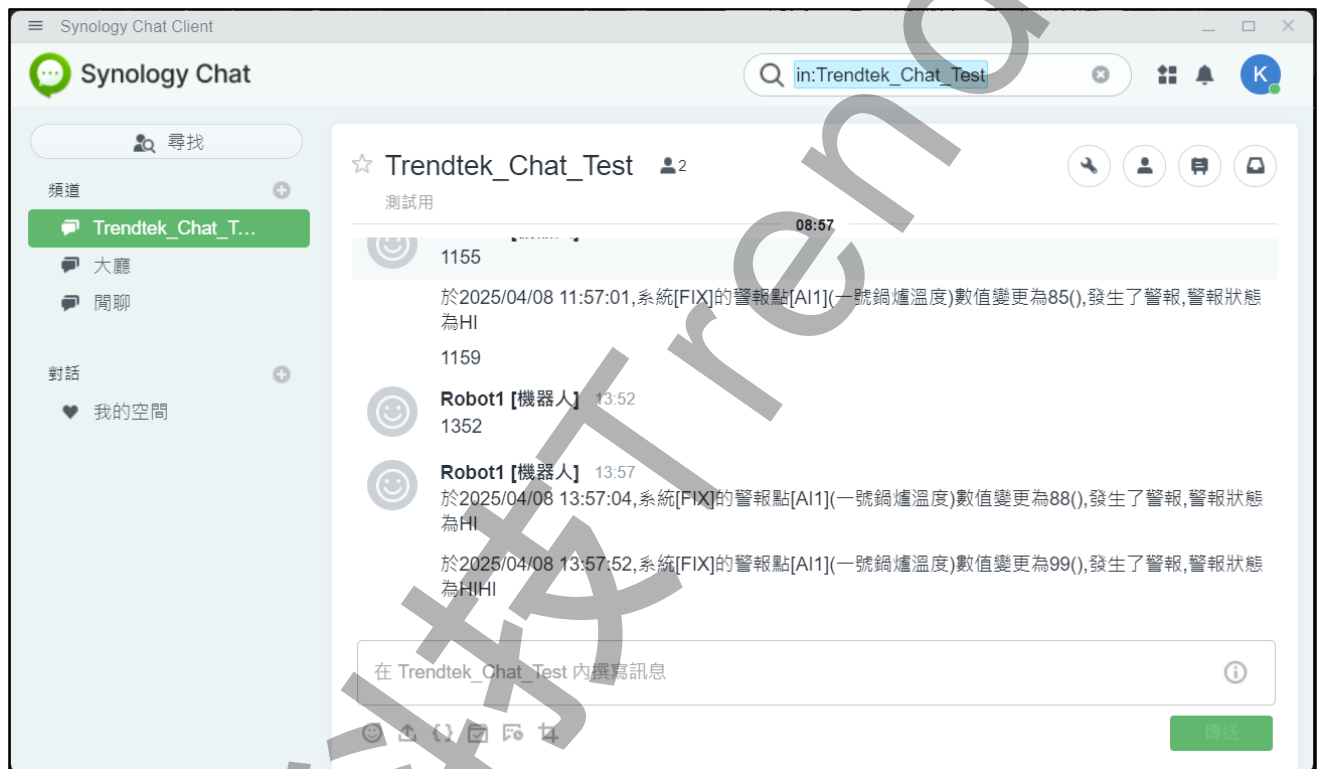 Synology Chat Client
Synology Chat
in:Trendtek_Chat_Test
K
尋找
頻道
Trendtek_Chat_T...
大廳
閒聊
對話
我的空間
Trendtek_Chat_Test 2
測試用
08:57
1155
於2025/04/08 11:57:01,系統[FIX]的警報點[AI1](一號鍋爐溫度)數值變更為85(),發生了警報,警報狀態
為HI
1159
Robot1 [機器人] 13:52
1352
Robot1 [機器人] 13:57
於2025/04/08 13:57:04,系統[FIX]的警報點[AI1](一號鍋爐溫度)數值變更為88(),發生了警報,警報狀態
為HI
於2025/04/08 13:57:52,系統[FIX]的警報點[AI1](一號鍋爐溫度)數值變更為99(),發生了警報,警報狀態
為HIHI
在 Trendtek_Chat_Test 內撰寫訊息
傳送
科技Trend